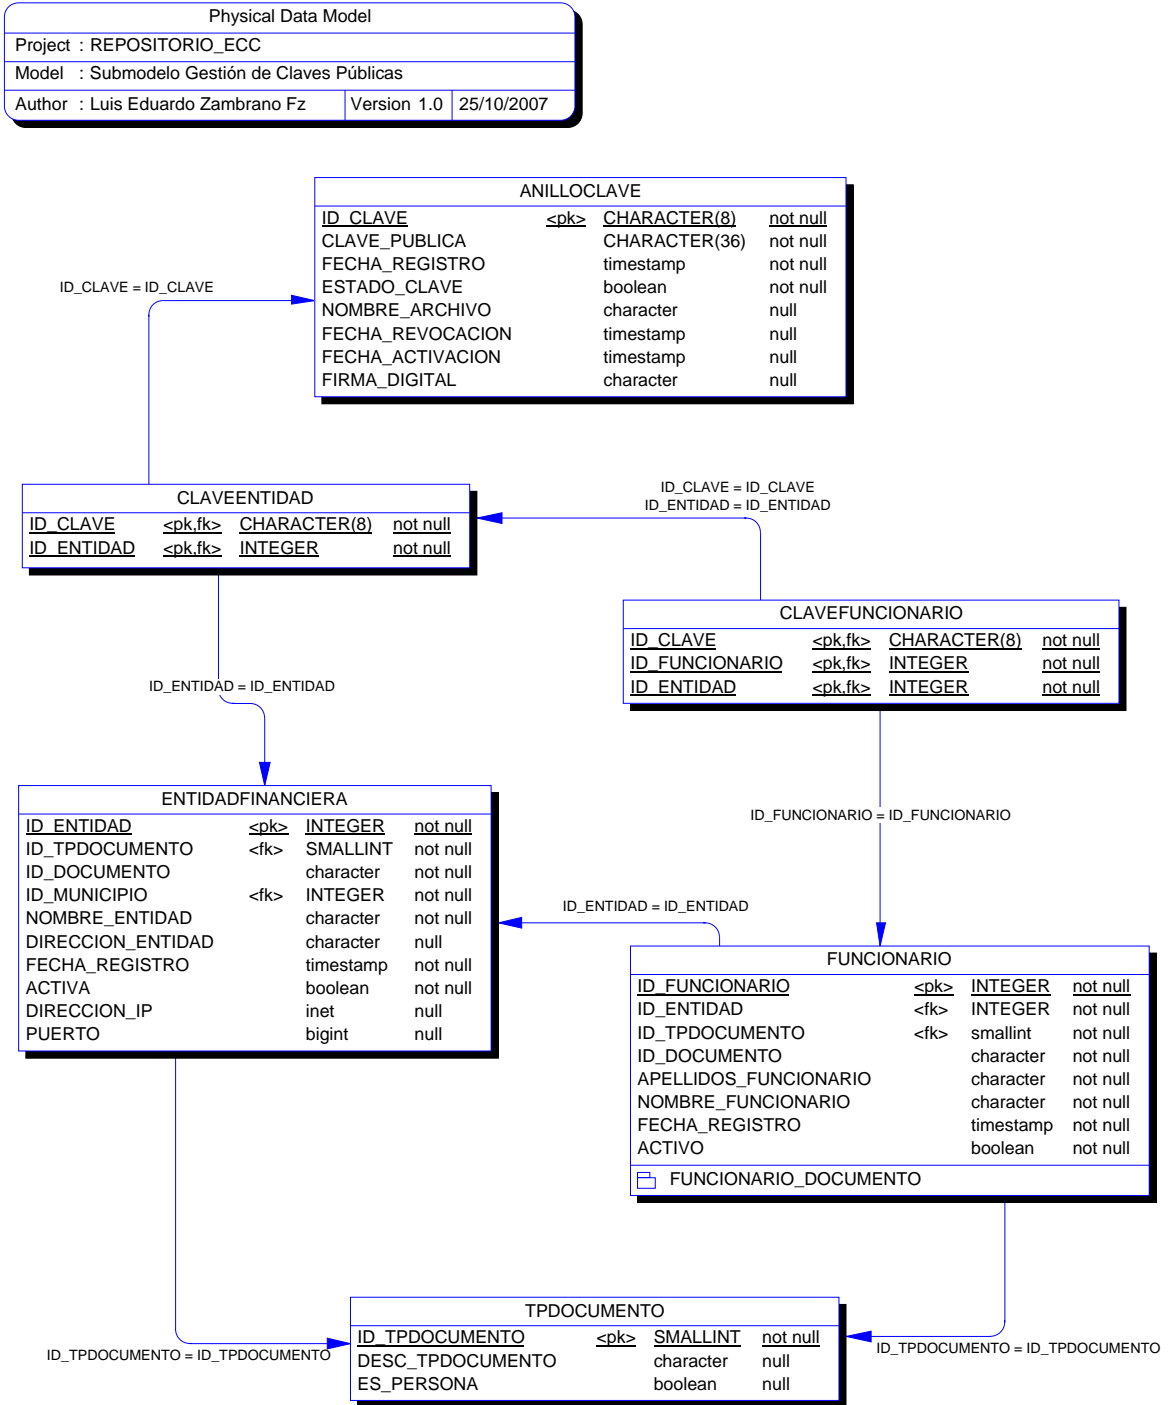 Physical Data Model
Project : REPOSITORIO_ECC
Model : Submodelo Gestión de Claves Públicas
Author : Luis Eduardo Zambrano Fz Version 1.0 25/10/2007
ANILLOCLAVE
ID_CLAVE <pk> CHARACTER(8) not null
CLAVE_PUBLICA CHARACTER(36) not null
FECHA_REGISTRO timestamp not null
ESTADO_CLAVE boolean not null
NOMBRE_ARCHIVO character null
FECHA_REVOCACION timestamp null
FECHA_ACTIVACION timestamp null
FIRMA_DIGITAL character null
ID_CLAVE = ID_CLAVE
CLAVEENTIDAD
ID_CLAVE <pk,fk> CHARACTER(8) not null
ID_ENTIDAD <pk,fk> INTEGER not null
ID_CLAVE = ID_CLAVE
ID_ENTIDAD = ID_ENTIDAD
CLAVEFUNCIONARIO
ID_CLAVE <pk,fk> CHARACTER(8) not null
ID_FUNCIONARIO <pk,fk> INTEGER not null
ID_ENTIDAD <pk,fk> INTEGER not null
ID_ENTIDAD = ID_ENTIDAD
ENTIDADFINANCIERA
ID_ENTIDAD <pk> INTEGER not null
ID_TPDOCUMENTO <fk> SMALLINT not null
ID_DOCUMENTO character not null
ID_MUNICIPIO <fk> INTEGER not null
NOMBRE_ENTIDAD character not null
DIRECCION_ENTIDAD character null
FECHA_REGISTRO timestamp not null
ACTIVA boolean not null
DIRECCION_IP inet null
PUERTO bigint null
ID_FUNCIONARIO = ID_FUNCIONARIO
ID_ENTIDAD = ID_ENTIDAD
FUNCIONARIO
ID_FUNCIONARIO <pk> INTEGER not null
ID_ENTIDAD <fk> INTEGER not null
ID_TPDOCUMENTO <fk> smallint not null
ID_DOCUMENTO character not null
APELLIDOS_FUNCIONARIO character not null
NOMBRE_FUNCIONARIO character not null
FECHA_REGISTRO timestamp not null
ACTIVO boolean not null
FUNCIONARIO_DOCUMENTO
TPDOCUMENTO
ID_TPDOCUMENTO <pk> SMALLINT not null
DESC_TPDOCUMENTO character null
ES_PERSONA boolean null
ID_TPDOCUMENTO = ID_TPDOCUMENTO
ID_TPDOCUMENTO = ID_TPDOCUMENTO